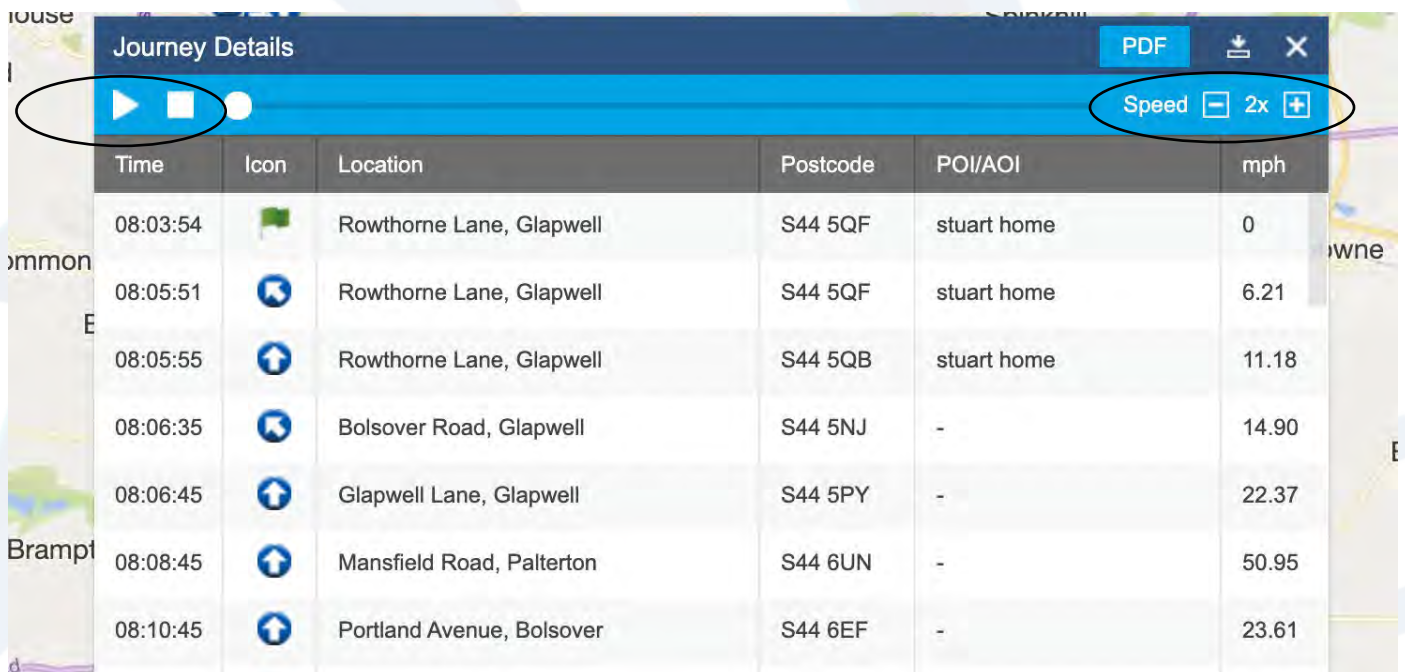 Journey Details PDF
Speed 2x
Time Icon Location Postcode POI/AOI mph
08:03:54 Rowthorne Lane, Glapwell S44 5QF stuart home 0
08:05:51 Rowthorne Lane, Glapwell S44 5QF stuart home 6.21
08:05:55 Rowthorne Lane, Glapwell S44 5QB stuart home 11.18
08:06:35 Bolsover Road, Glapwell S44 5NJ - 14.90
08:06:45 Glapwell Lane, Glapwell S44 5PY - 22.37
08:08:45 Mansfield Road, Palterton S44 6UN - 50.95
08:10:45 Portland Avenue, Bolsover S44 6EF - 23.61